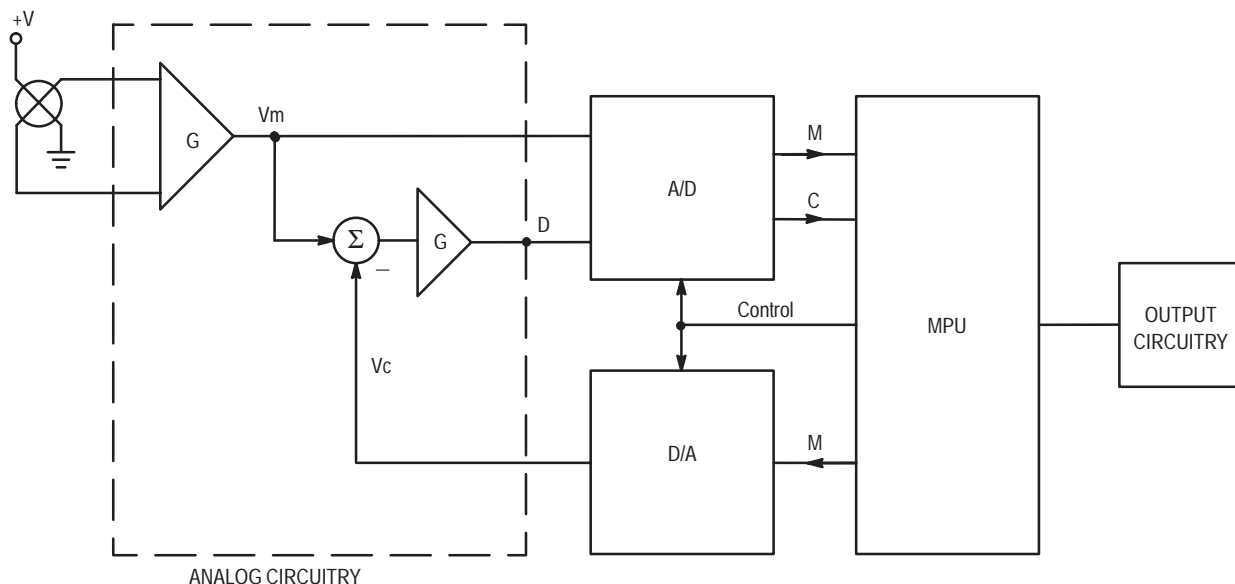 +V
Vm
G
M
A/D
C
Σ
G
D
−
Control
MPU
OUTPUT
CIRCUITRY
Vc
D/A
M
ANALOG CIRCUITRY